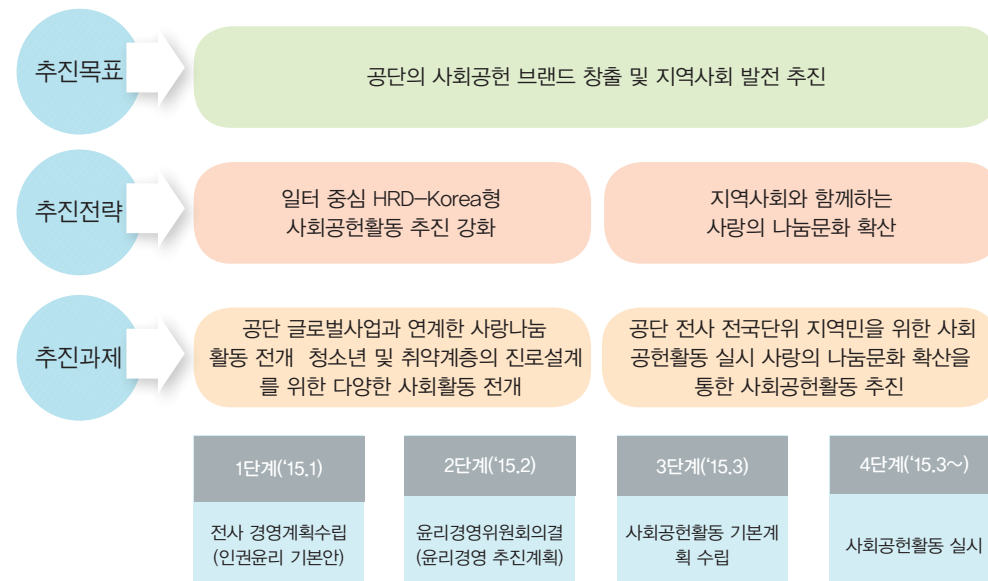 추진목표
공단의 사회공헌 브랜드 창출 및 지역사회 발전 추진
추진전략
일터 중심 HRD-Korea형
사회공헌활동 추진 강화
지역사회와 함께하는
사랑의 나눔문화 확산
추진과제
공단 글로벌사업과 연계한 사랑나눔
활동 전개 청소년 및 취약계층의 진로설계
를 위한 다양한 사회활동 전개
공단 전사 전국단위 지역민을 위한 사회
공헌활동 실시 사랑의 나눔문화 확산을
통한 사회공헌활동 추진
1단계('15.1)
전사 경영계획수립
(인권윤리 기본안)
2단계('15.2)
윤리경영위원회의결
(윤리경영 추진계획)
3단계('15.3)
사회공헌활동 기본계
획 수립
4단계('15.3~)
사회공헌활동 실시